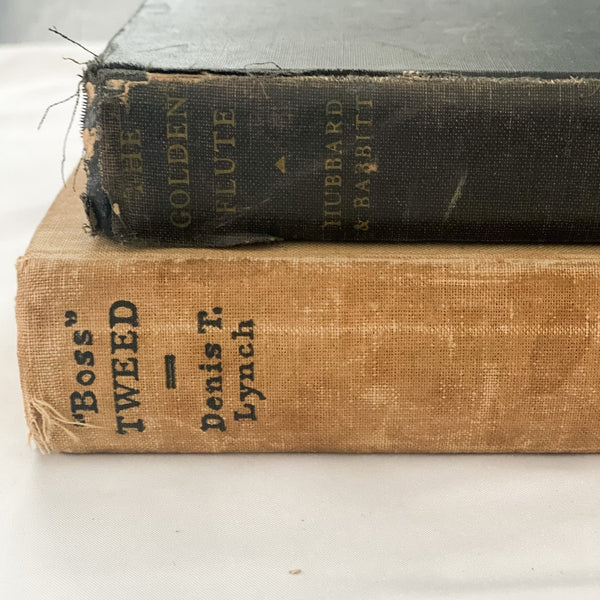 THE
GOLDEN
FLUTE
HUBBARD
& BABBITT
"Boss"
TWEED
Denis T.
Lynch